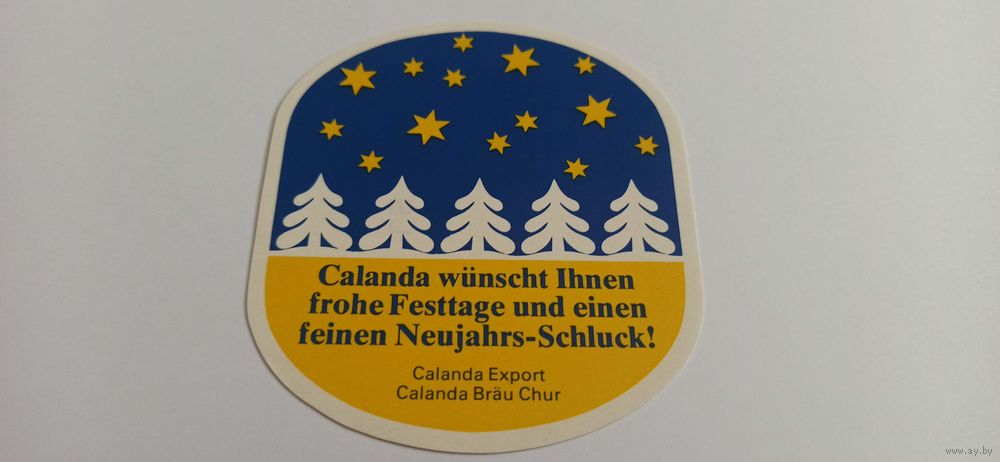 Calanda wünscht Ihnen
frohe Festtage und einen
feinen Neujahrs-Schluck!
Calanda Export
Calanda Bräu Chur
www.ay.by